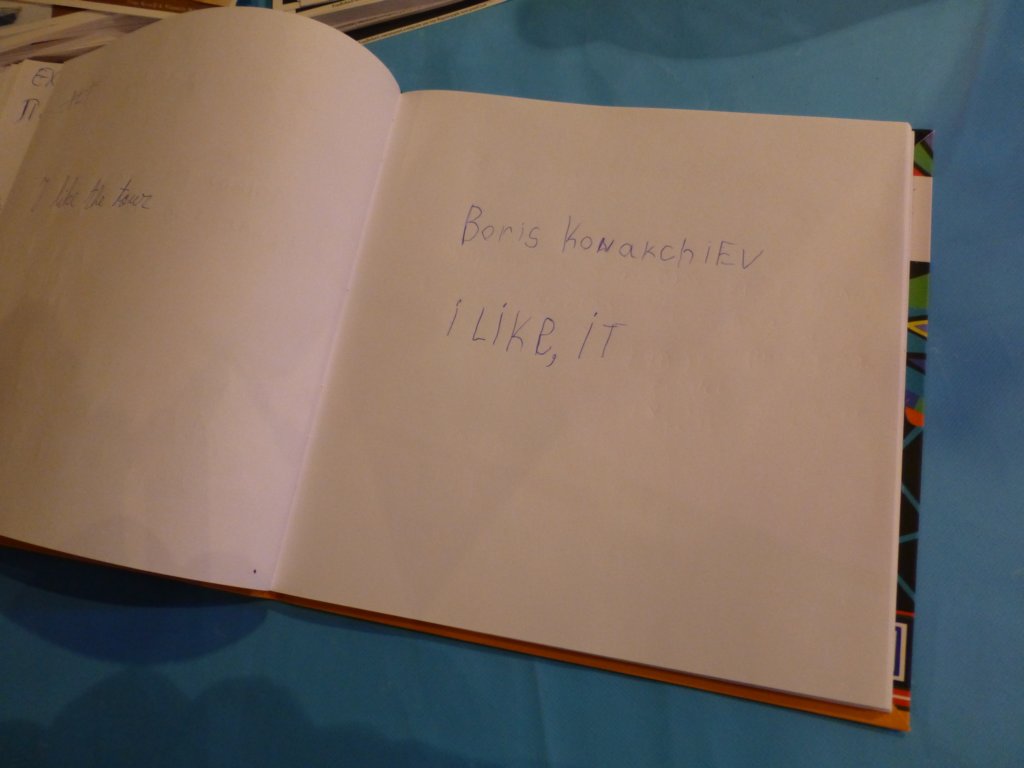 I like the tour
Boris KonakchIEV
i LiKe, iT